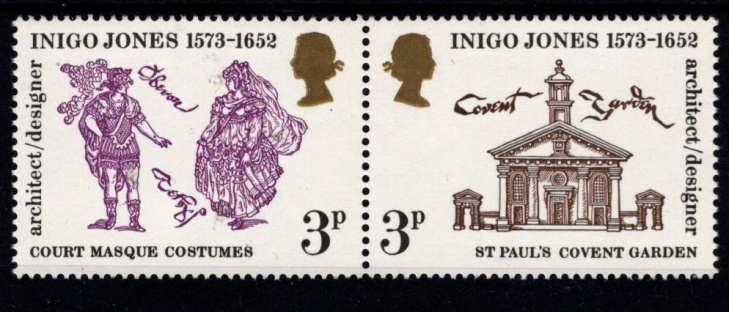 INIGO JONES 1573-1652
architect/designer
Oberon
3P
COURT MASQUE COSTUMES
INIGO JONES 1573-1652
Covent Garden
architect/designer
3P
ST PAUL'S COVENT GARDEN